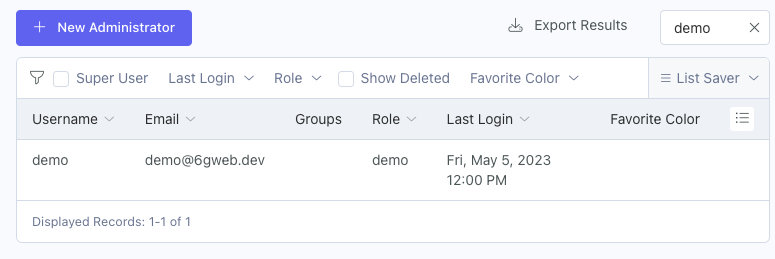 New Administrator
Export Results
demo
Super User Last Login Role Show Deleted Favorite Color List Saver
Username Email Groups Role Last Login Favorite Color
demo demo@6gweb.dev demo Fri, May 5, 2023
12:00 PM
Displayed Records: 1-1 of 1